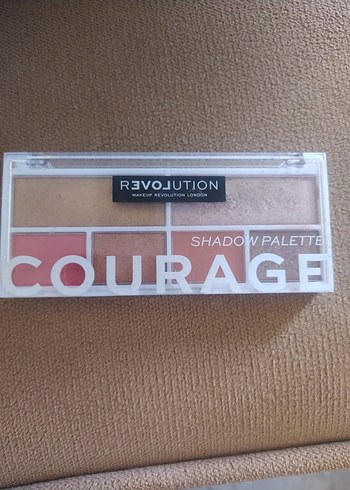 REVOLUTION
MAKEUP REVOLUTION LONDON
SHADOW PALETTE
COURAGE